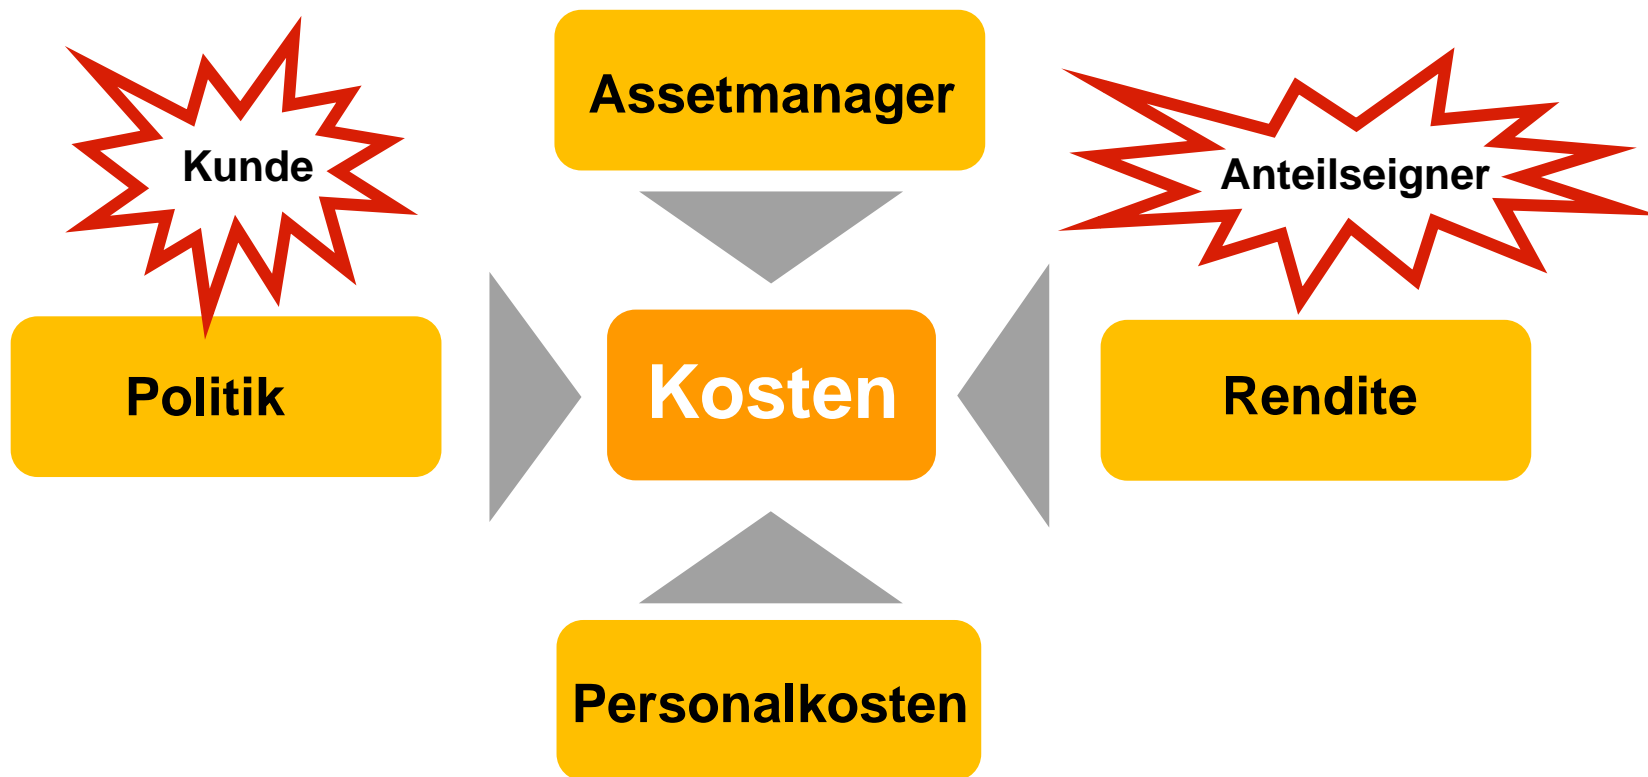 Assetmanager
Kunde
Anteilseigner
Politik
Kosten
Rendite
Personalkosten